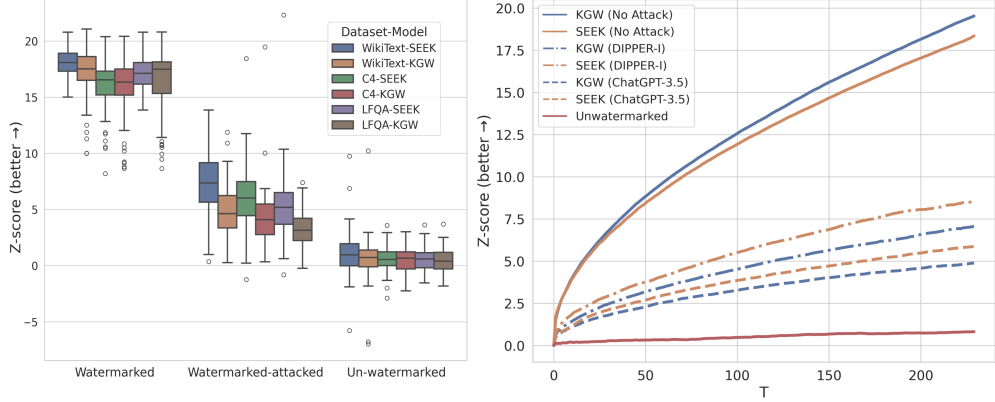 Z-score (better →)
20
15
10
5
0
−5
Dataset-Model
WikiText-SEEK
WikiText-KGW
C4-SEEK
C4-KGW
LFQA-SEEK
LFQA-KGW
Watermarked
Watermarked-attacked
Un-watermarked
Z-score (better →)
20.0
17.5
15.0
12.5
10.0
7.5
5.0
2.5
0.0
KGW (No Attack)
SEEK (No Attack)
KGW (DIPPER-I)
SEEK (DIPPER-I)
KGW (ChatGPT-3.5)
SEEK (ChatGPT-3.5)
Unwatermarked
0
50
100
150
200
T